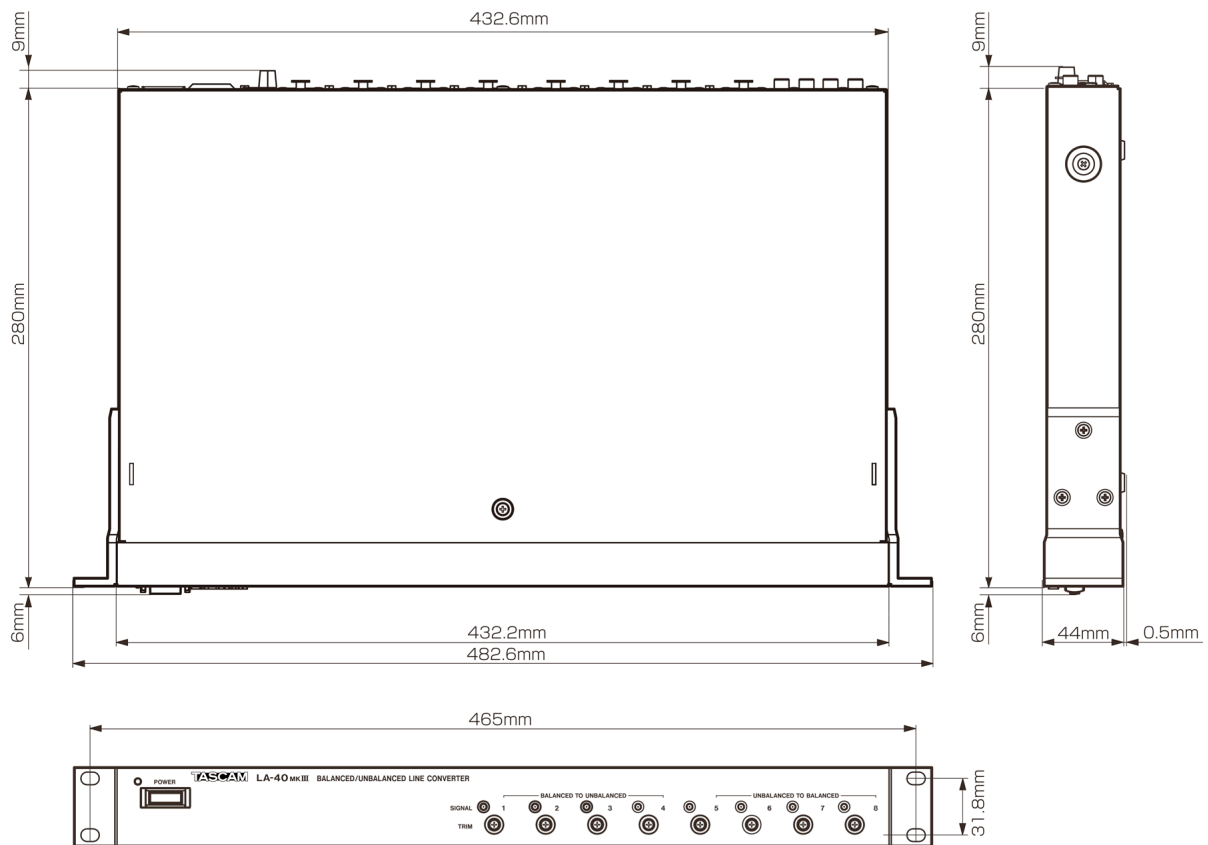 432.6mm
9mm
9mm
280mm
280mm
6mm
6mm
432.2mm
44mm
0.5mm
482.6mm
465mm
POWER
TASCAM LA-40 MKIII BALANCED/UNBALANCED LINE CONVERTER
BALANCED TO UNBALANCED
UNBALANCED TO BALANCED
SIGNAL 1 2 3 4 5 6 7 8
TRIM
31.8mm